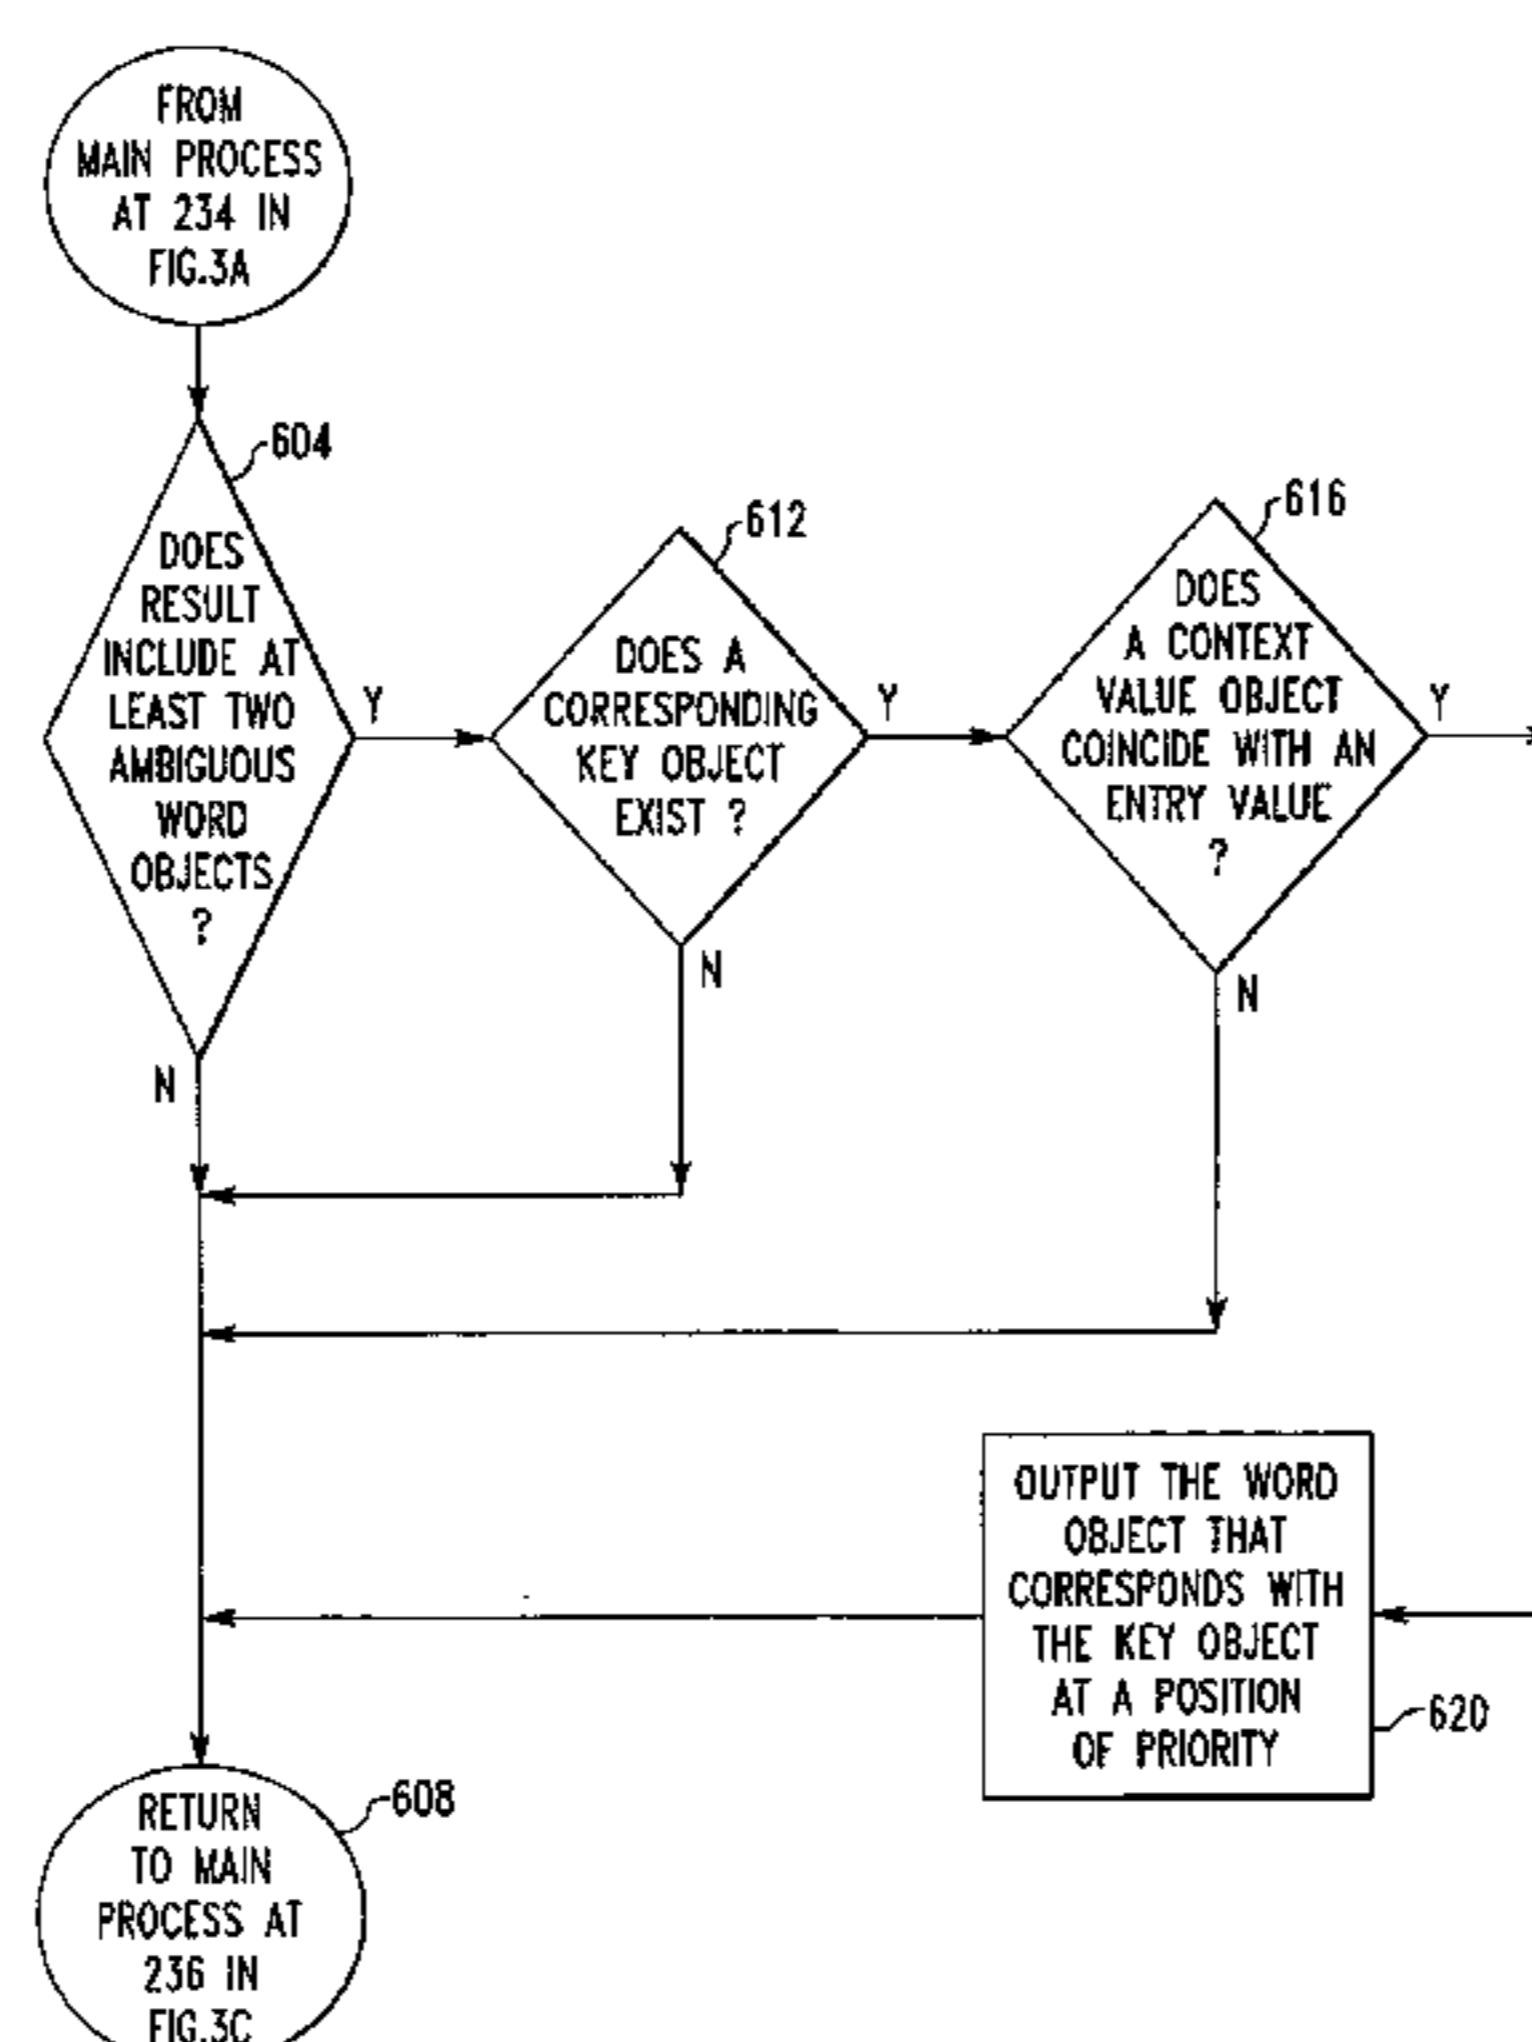 FROM
MAIN PROCESS
AT 234 IN
FIG.3A
604
DOES
RESULT
INCLUDE AT
LEAST TWO
AMBIGUOUS
WORD
OBJECTS
?
Y
N
612
DOES A
CORRESPONDING
KEY OBJECT
EXIST ?
Y
N
616
DOES
A CONTEXT
VALUE OBJECT
COINCIDE WITH AN
ENTRY VALUE
?
Y
N
OUTPUT THE WORD
OBJECT THAT
CORRESPONDS WITH
THE KEY OBJECT
AT A POSITION
OF PRIORITY
620
608
RETURN
TO MAIN
PROCESS AT
236 IN
FIG.3C